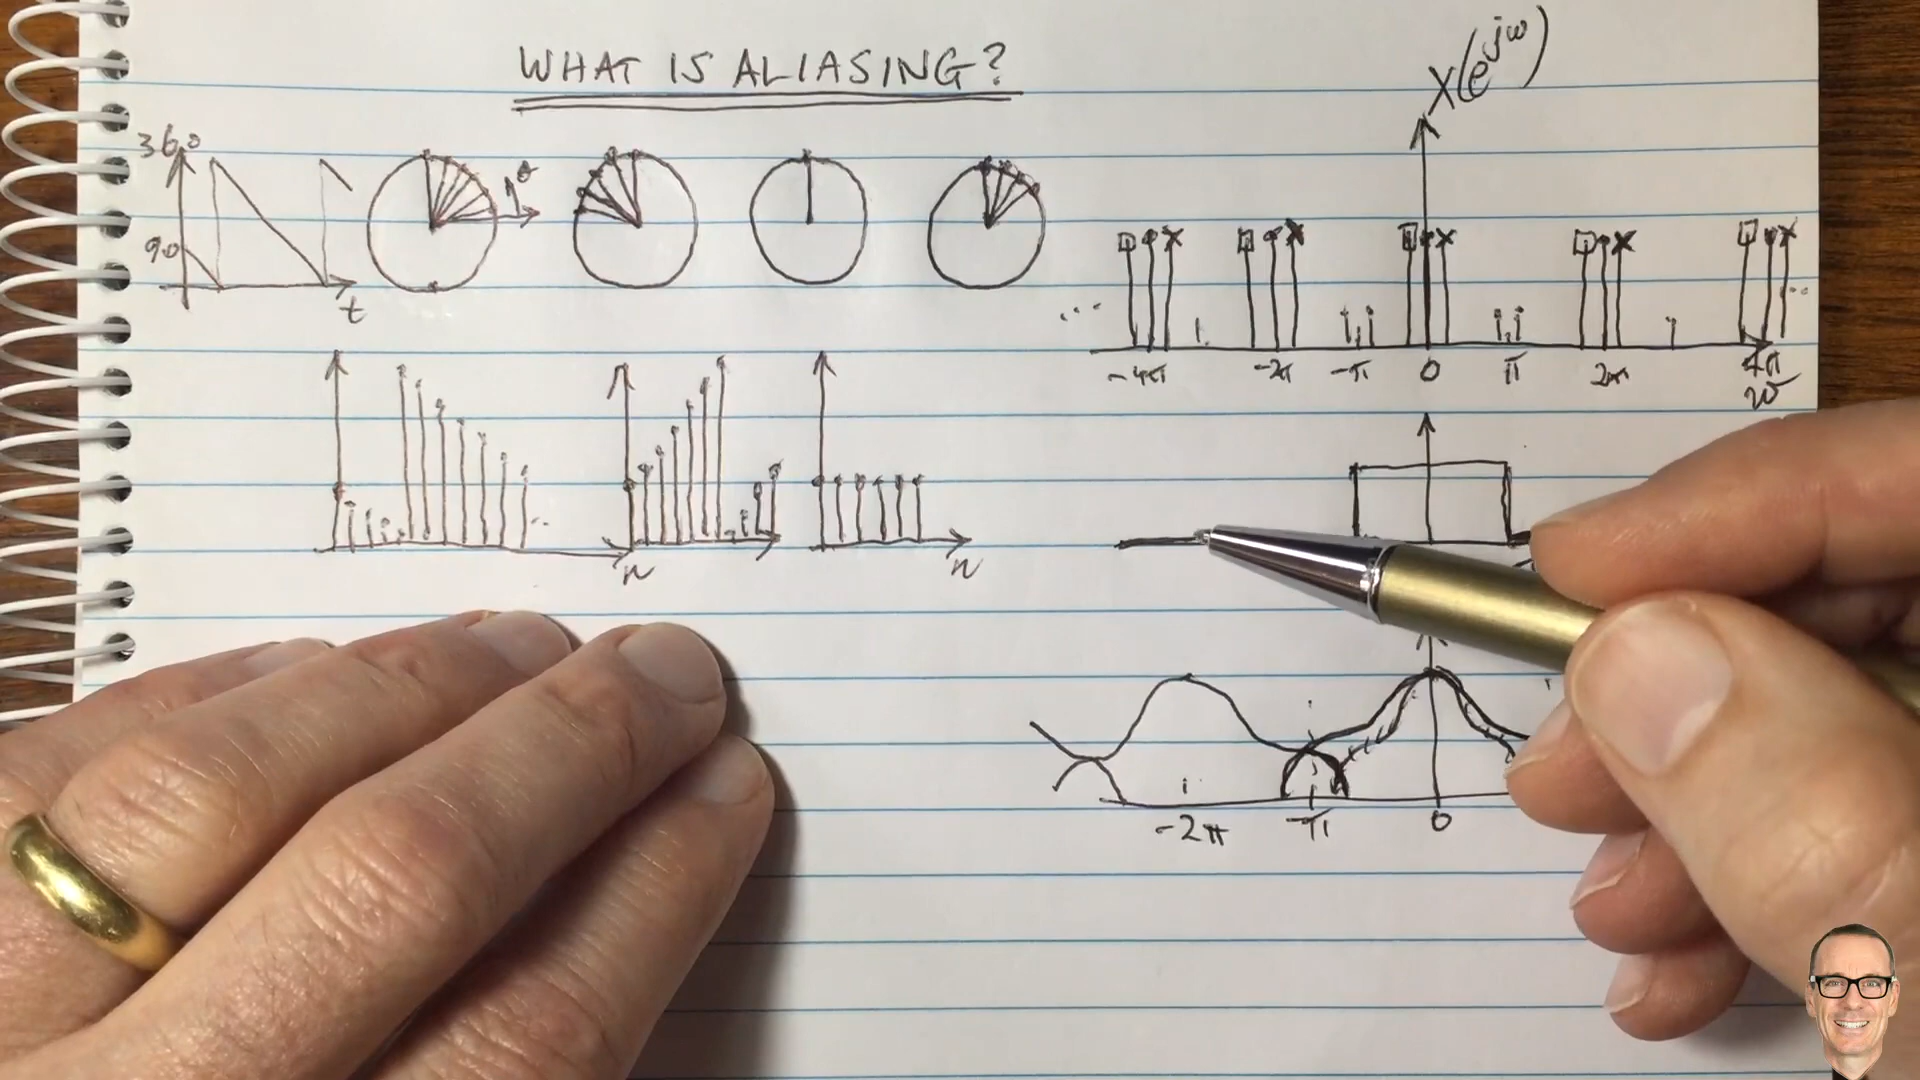 WHAT IS ALIASING?
X(e^jω)
360
90
θ
t
...
...
-4π -2π -π 0 π 2π 4π
ω
...
n n n
-2π -π 0